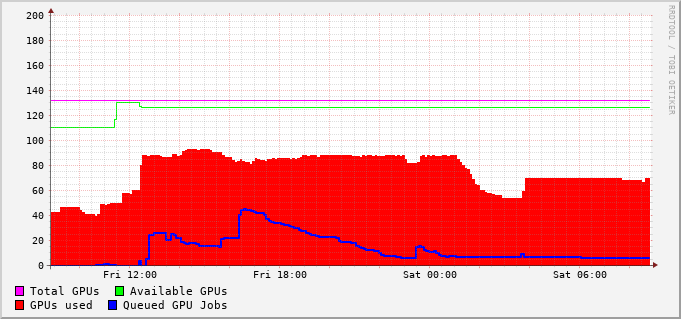 200
180
160
140
120
100
80
60
40
20
0
Fri 12:00 Fri 18:00 Sat 00:00 Sat 06:00
Total GPUs Available GPUs
GPUs used Queued GPU Jobs
RRDTOOL / TOBI OETIKER